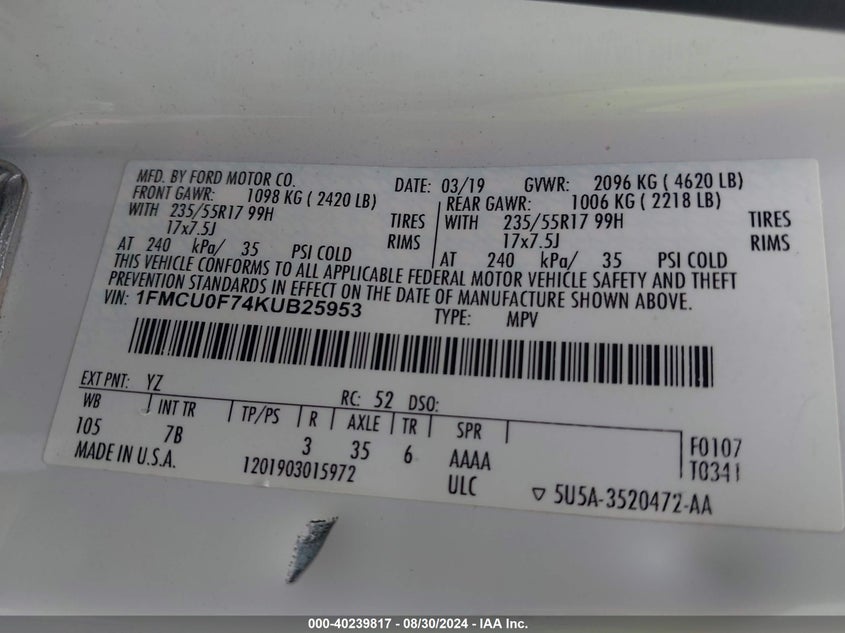 MFD. BY FORD MOTOR CO. DATE: 03/19 GVWR: 2096 KG ( 4620 LB)
FRONT GAWR: 1098 KG ( 2420 LB) REAR GAWR: 1006 KG ( 2218 LB)
WITH 235/55R17 99H TIRES WITH 235/55R17 99H TIRES
17x7.5J RIMS 17x7.5J RIMS
AT 240 kPa/ 35 PSI COLD AT 240 kPa/ 35 PSI COLD
THIS VEHICLE CONFORMS TO ALL APPLICABLE FEDERAL MOTOR VEHICLE SAFETY AND THEFT
PREVENTION STANDARDS IN EFFECT ON THE DATE OF MANUFACTURE SHOWN ABOVE.
VIN: 1FMCU0F74KUB25953 TYPE: MPV
EXT PNT: YZ RC: 52 DSO:
WB INT TR TP/PS R AXLE TR SPR
105 7B 3 35 6 AAAA F0107
MADE IN U.S.A. 1201903015972 ULC T0341
▽ 5U5A-3520472-AA
000-40239817 - 08/30/2024 - IAA Inc.